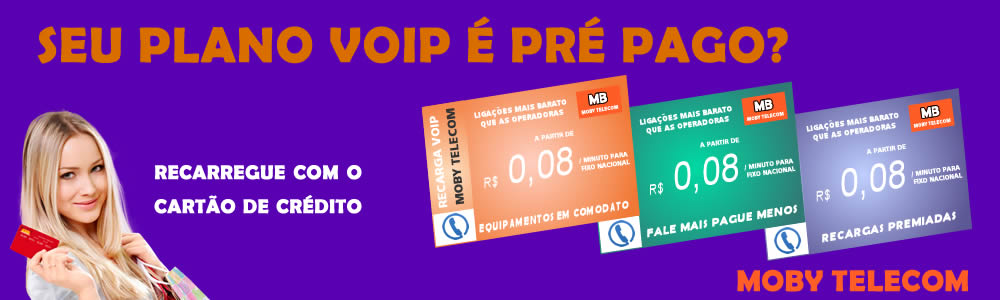 SEU PLANO VOIP É PRÉ PAGO?
RECARREGUE COM O
CARTÃO DE CRÉDITO
RECARGA VOIP
MOBY TELECOM
LIGAÇÕES MAIS BARATO
QUE AS OPERADORAS
MB
MOBY TELECOM
A PARTIR DE
R$ 0,08 / MINUTO PARA
FIXO NACIONAL
EQUIPAMENTOS EM COMODATO
LIGAÇÕES MAIS BARATO
QUE AS OPERADORAS
MB
MOBY TELECOM
A PARTIR DE
R$ 0,08 / MINUTO PARA
FIXO NACIONAL
FALE MAIS PAGUE MENOS
LIGAÇÕES MAIS BARATO
QUE AS OPERADORAS
MB
MOBY TELECOM
A PARTIR DE
R$ 0,08 / MINUTO PARA
FIXO NACIONAL
RECARGAS PREMIADAS
MOBY TELECOM